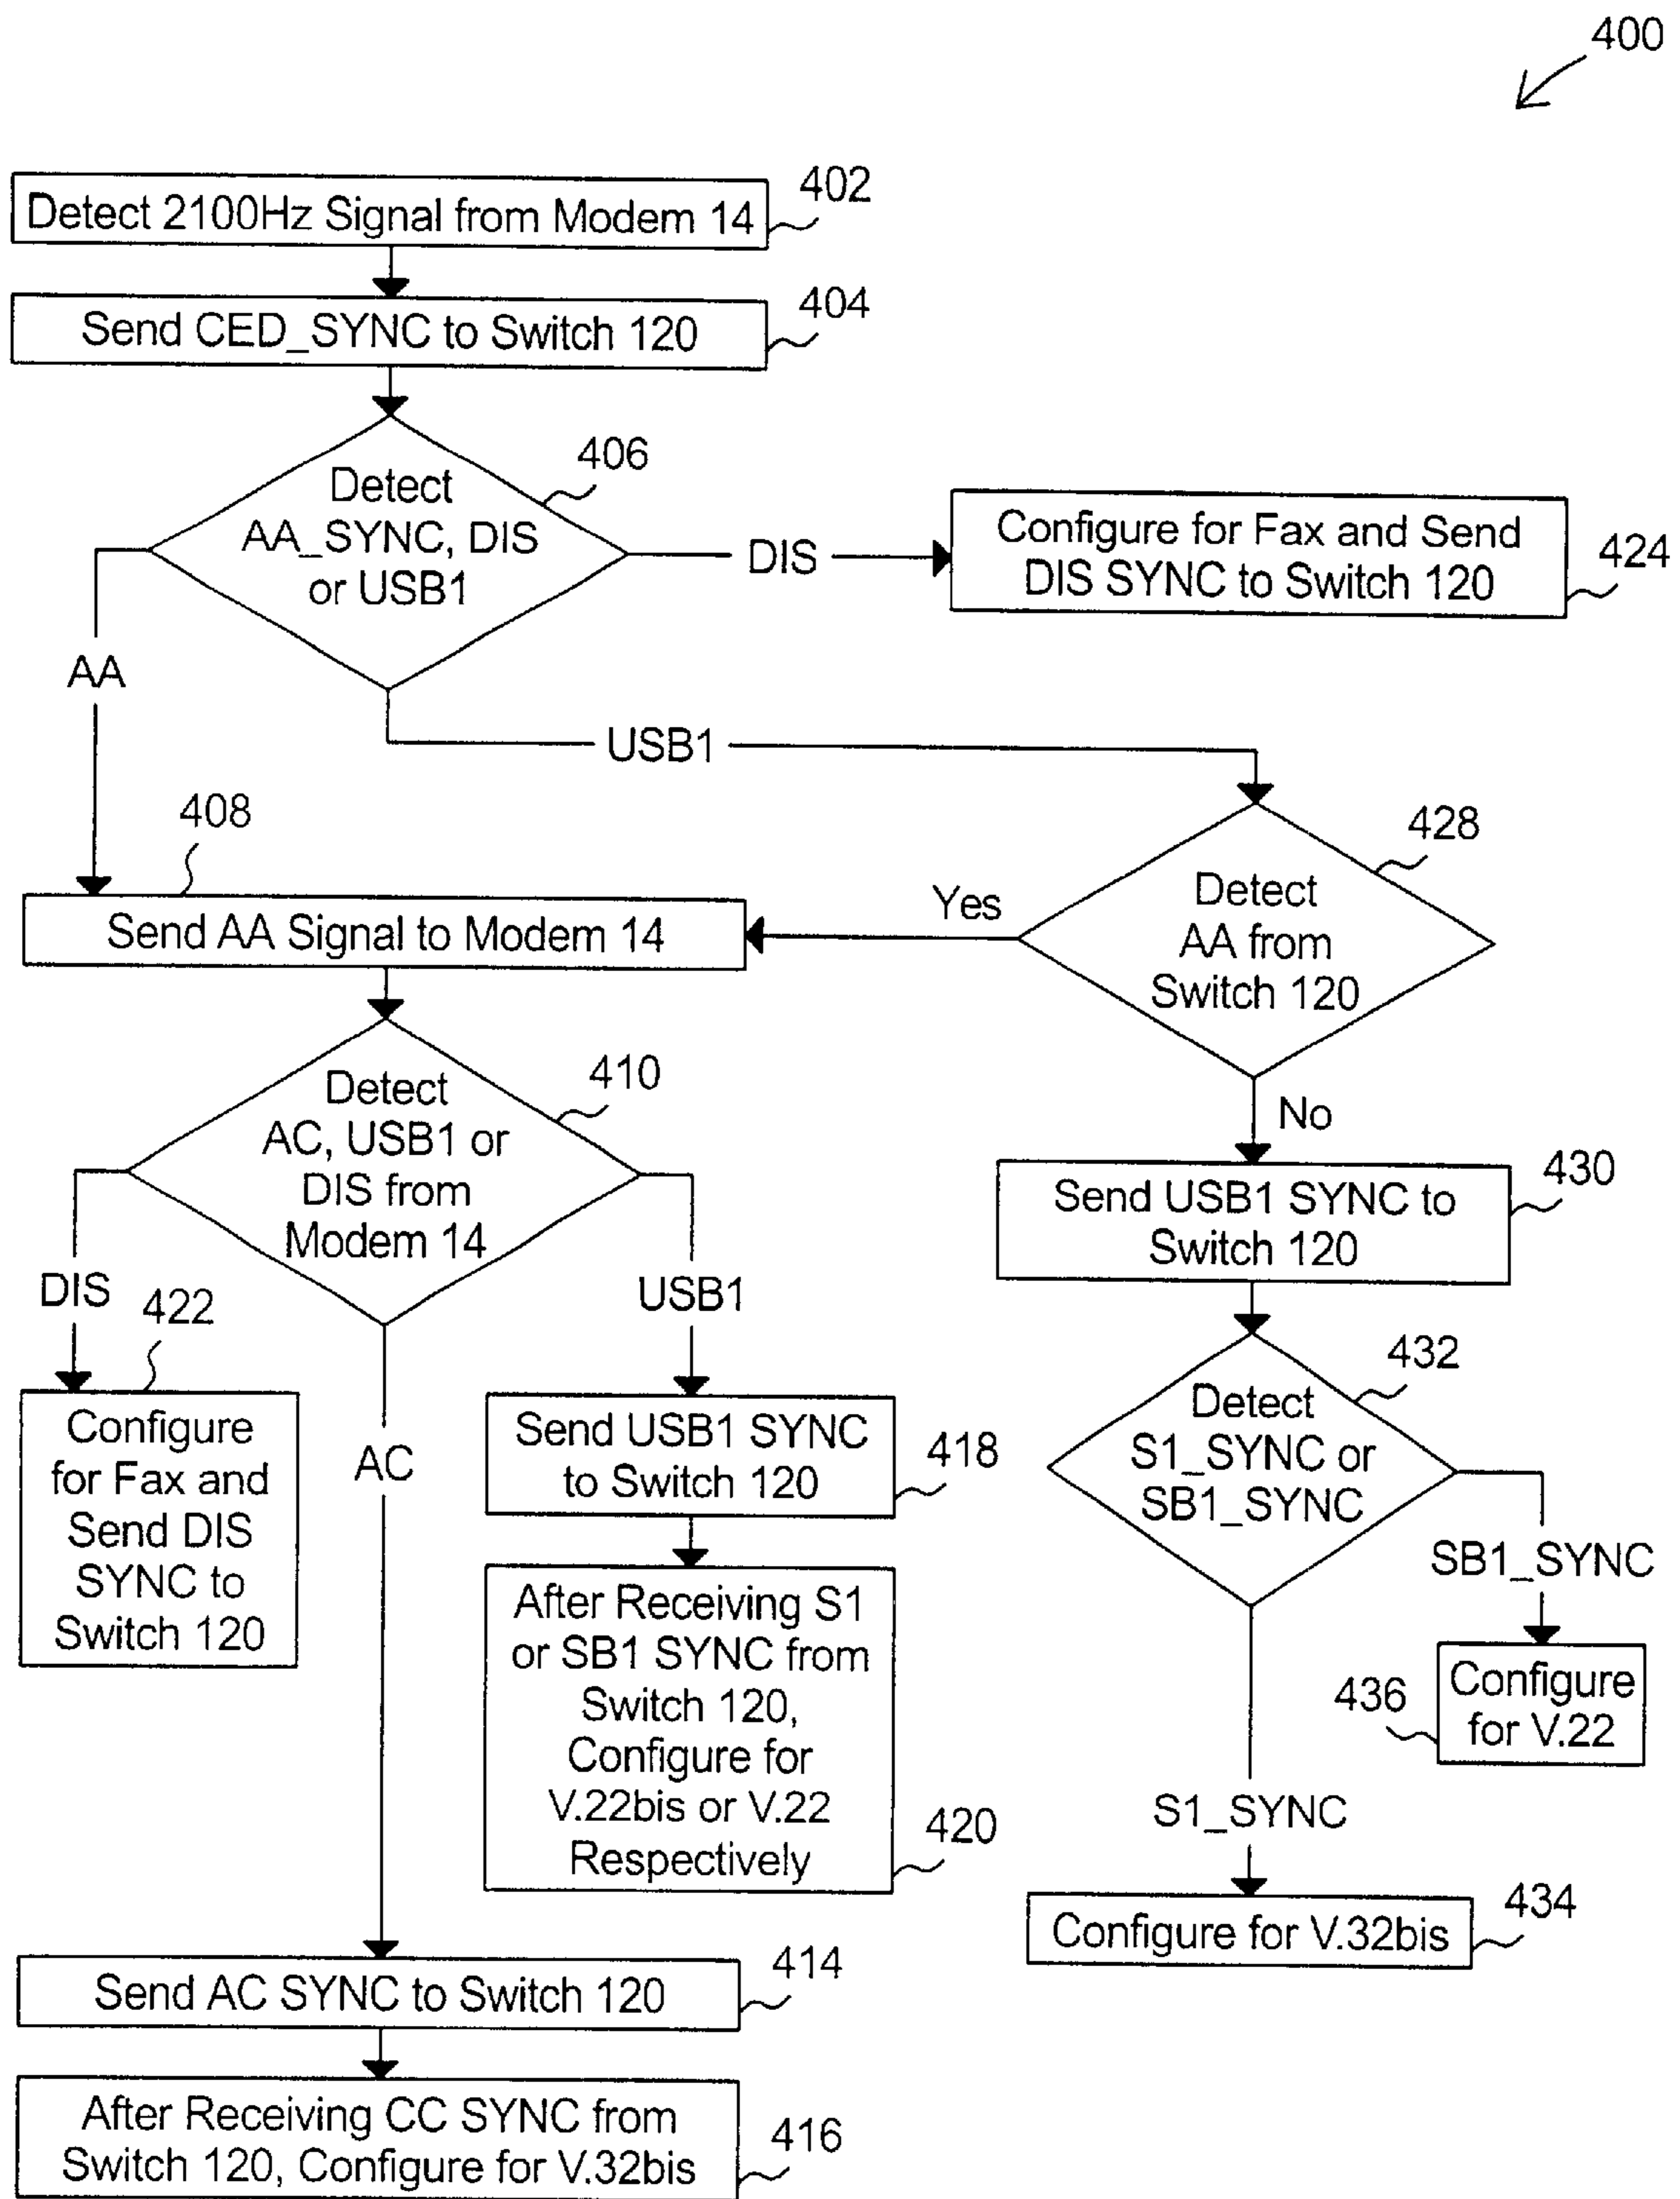 400
Detect 2100Hz Signal from Modem 14
402
Send CED_SYNC to Switch 120
404
Detect
AA_SYNC, DIS
or USB1
406
DIS
Configure for Fax and Send
DIS SYNC to Switch 120
424
AA
USB1
408
Send AA Signal to Modem 14
Yes
Detect
AA from
Switch 120
428
No
Detect
AC, USB1 or
DIS from
Modem 14
410
Send USB1 SYNC to
Switch 120
430
DIS
422
Configure
for Fax and
Send DIS
SYNC to
Switch 120
AC
USB1
Send USB1 SYNC
to Switch 120
418
After Receiving S1
or SB1 SYNC from
Switch 120,
Configure for
V.22bis or V.22
Respectively
420
Detect
S1_SYNC or
SB1_SYNC
432
SB1_SYNC
436
Configure
for V.22
S1_SYNC
Configure for V.32bis
434
Send AC SYNC to Switch 120
414
After Receiving CC SYNC from
Switch 120, Configure for V.32bis
416